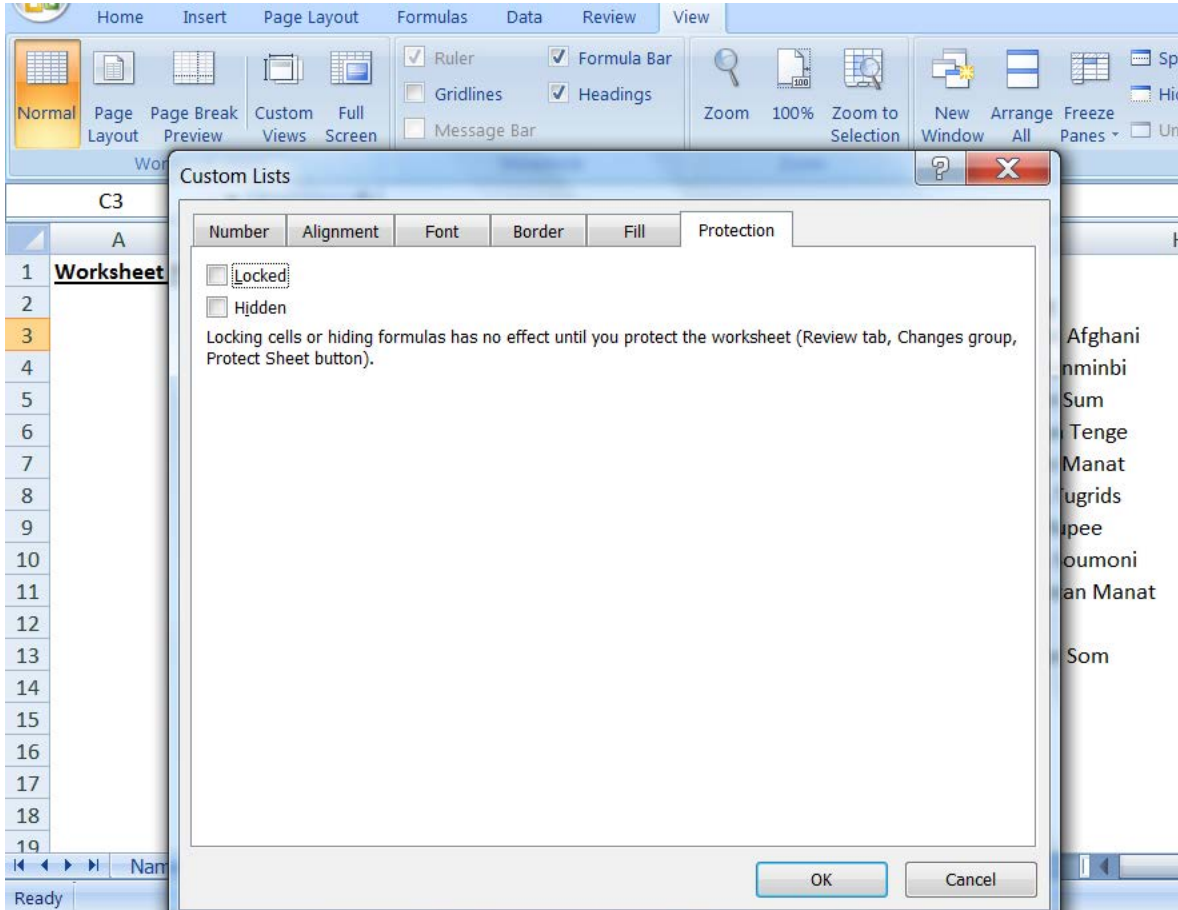 Home Insert Page Layout Formulas Data Review View
Ruler Formula Bar
Gridlines Headings
Message Bar
Normal Page Layout Page Break Preview Custom Views Full Screen
Zoom 100% Zoom to Selection
New Window Arrange All Freeze Panes
C3
Custom Lists
A
Number Alignment Font Border Fill Protection
1 Worksheet
Locked
2
Hidden
3 Afghani
Locking cells or hiding formulas has no effect until you protect the worksheet (Review tab, Changes group,
Protect Sheet button).
4 nminbi
5 Sum
6 Tenge
7 Manat
8 ugrids
9 upee
10 oumoni
11 an Manat
12
13 Som
14
15
16
17
18
19
Nam
OK Cancel
Ready